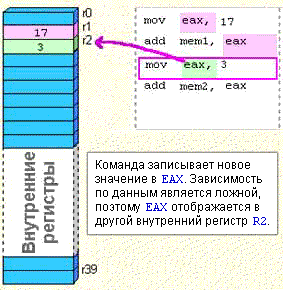 r0
r1
r2
17
3
Внутренние
регистры
r39
mov eax, 17
add mem1, eax
mov eax, 3
add mem2, eax
Команда записывает новое
значение в EAX. Зависимость
по данным является ложной,
поэтому EAX отображается в
другой внутренний регистр R2.